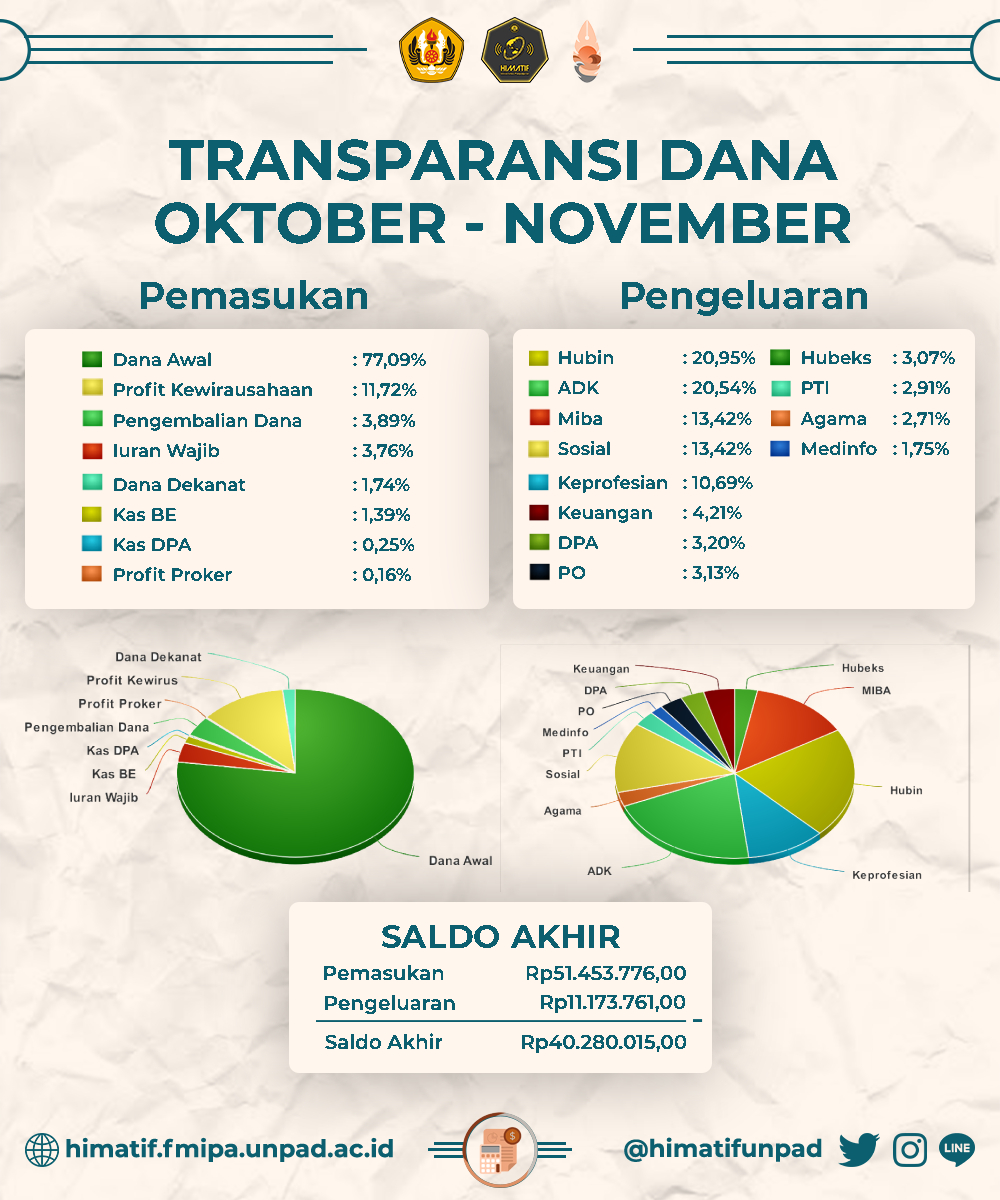 HIMATIF
TRANSPARANSI DANA
OKTOBER - NOVEMBER
Pemasukan
Dana Awal : 77,09%
Profit Kewirausahaan : 11,72%
Pengembalian Dana : 3,89%
Iuran Wajib : 3,76%
Dana Dekanat : 1,74%
Kas BE : 1,39%
Kas DPA : 0,25%
Profit Proker : 0,16%
Pengeluaran
Hubin : 20,95%
ADK : 20,54%
Miba : 13,42%
Sosial : 13,42%
Keprofesian : 10,69%
Keuangan : 4,21%
DPA : 3,20%
PO : 3,13%
Hubeks : 3,07%
PTI : 2,91%
Agama : 2,71%
Medinfo : 1,75%
Dana Dekanat
Profit Kewirus
Profit Proker
Pengembalian Dana
Kas DPA
Kas BE
Iuran Wajib
Dana Awal
Keuangan
DPA
PO
Medinfo
PTI
Sosial
Agama
ADK
Hubeks
MIBA
Hubin
Keprofesian
SALDO AKHIR
Pemasukan Rp51.453.776,00
Pengeluaran Rp11.173.761,00
Saldo Akhir Rp40.280.015,00
himatif.fmipa.unpad.ac.id
@himatifunpad
LINE